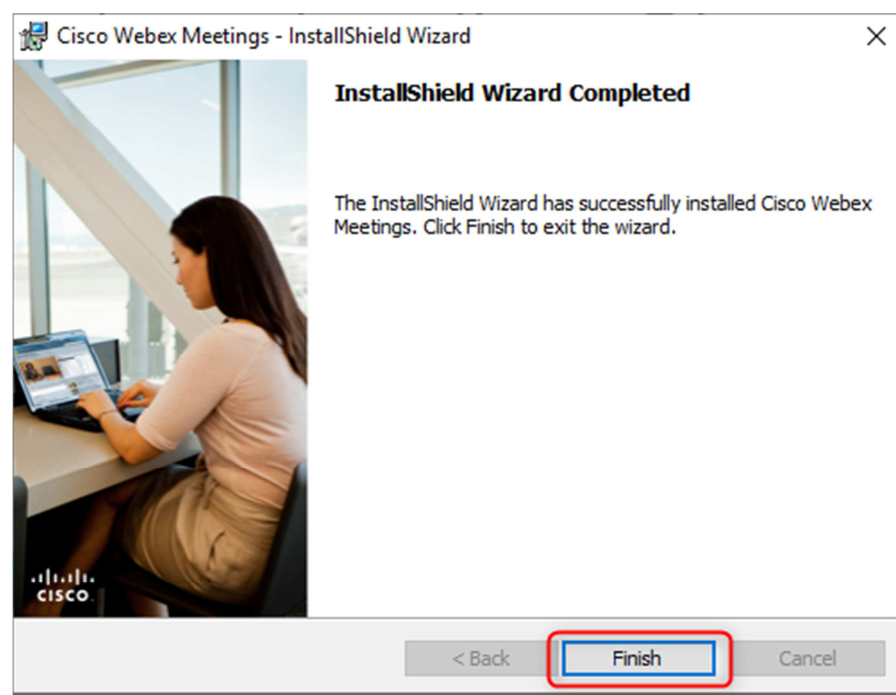 Cisco Webex Meetings - InstallShield Wizard
InstallShield Wizard Completed
The InstallShield Wizard has successfully installed Cisco Webex
Meetings. Click Finish to exit the wizard.
CISCO
< Back
Finish
Cancel